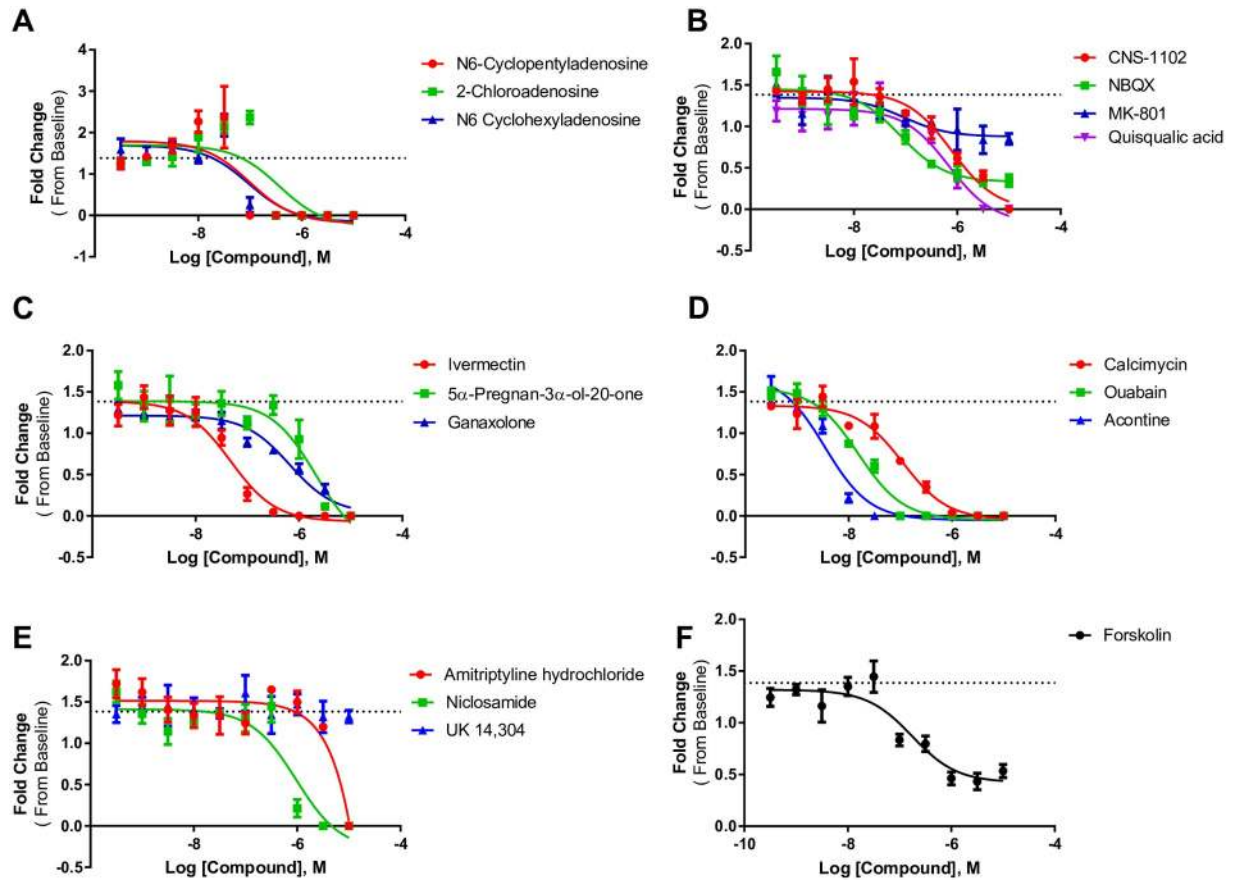 A
Fold Change
( From Baseline)
4
3
2
1
0
-1
-8
-6
-4
Log [Compound], M
N6-Cyclopentyladenosine
2-Chloroadenosine
N6 Cyclohexyladenosine
B
Fold Change
( From Baseline)
2.0
1.5
1.0
0.5
0.0
-0.5
-8
-6
-4
Log [Compound], M
CNS-1102
NBQX
MK-801
Quisqualic acid
C
Fold Change
( From Baseline)
2.0
1.5
1.0
0.5
0.0
-0.5
-8
-6
-4
Log [Compound], M
Ivermectin
5α-Pregnan-3α-ol-20-one
Ganaxolone
D
Fold Change
( From Baseline)
2.0
1.5
1.0
0.5
0.0
-0.5
-8
-6
-4
Log [Compound], M
Calcimycin
Ouabain
Acontine
E
Fold Change
( From Baseline)
2.0
1.5
1.0
0.5
0.0
-0.5
-8
-6
-4
Log [Compound], M
Amitriptyline hydrochloride
Niclosamide
UK 14,304
F
Fold Change
( From Baseline)
2.0
1.5
1.0
0.5
0.0
-10
-8
-6
-4
Log [Compound], M
Forskolin